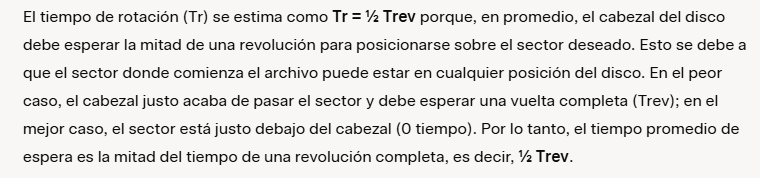 El tiempo de rotación (Tr) se estima como Tr = ½ Trev porque, en promedio, el cabezal del disco
debe esperar la mitad de una revolución para posicionarse sobre el sector deseado. Esto se debe a
que el sector donde comienza el archivo puede estar en cualquier posición del disco. En el peor
caso, el cabezal justo acaba de pasar el sector y debe esperar una vuelta completa (Trev); en el
mejor caso, el sector está justo debajo del cabezal (0 tiempo). Por lo tanto, el tiempo promedio de
espera es la mitad del tiempo de una revolución completa, es decir, ½ Trev.